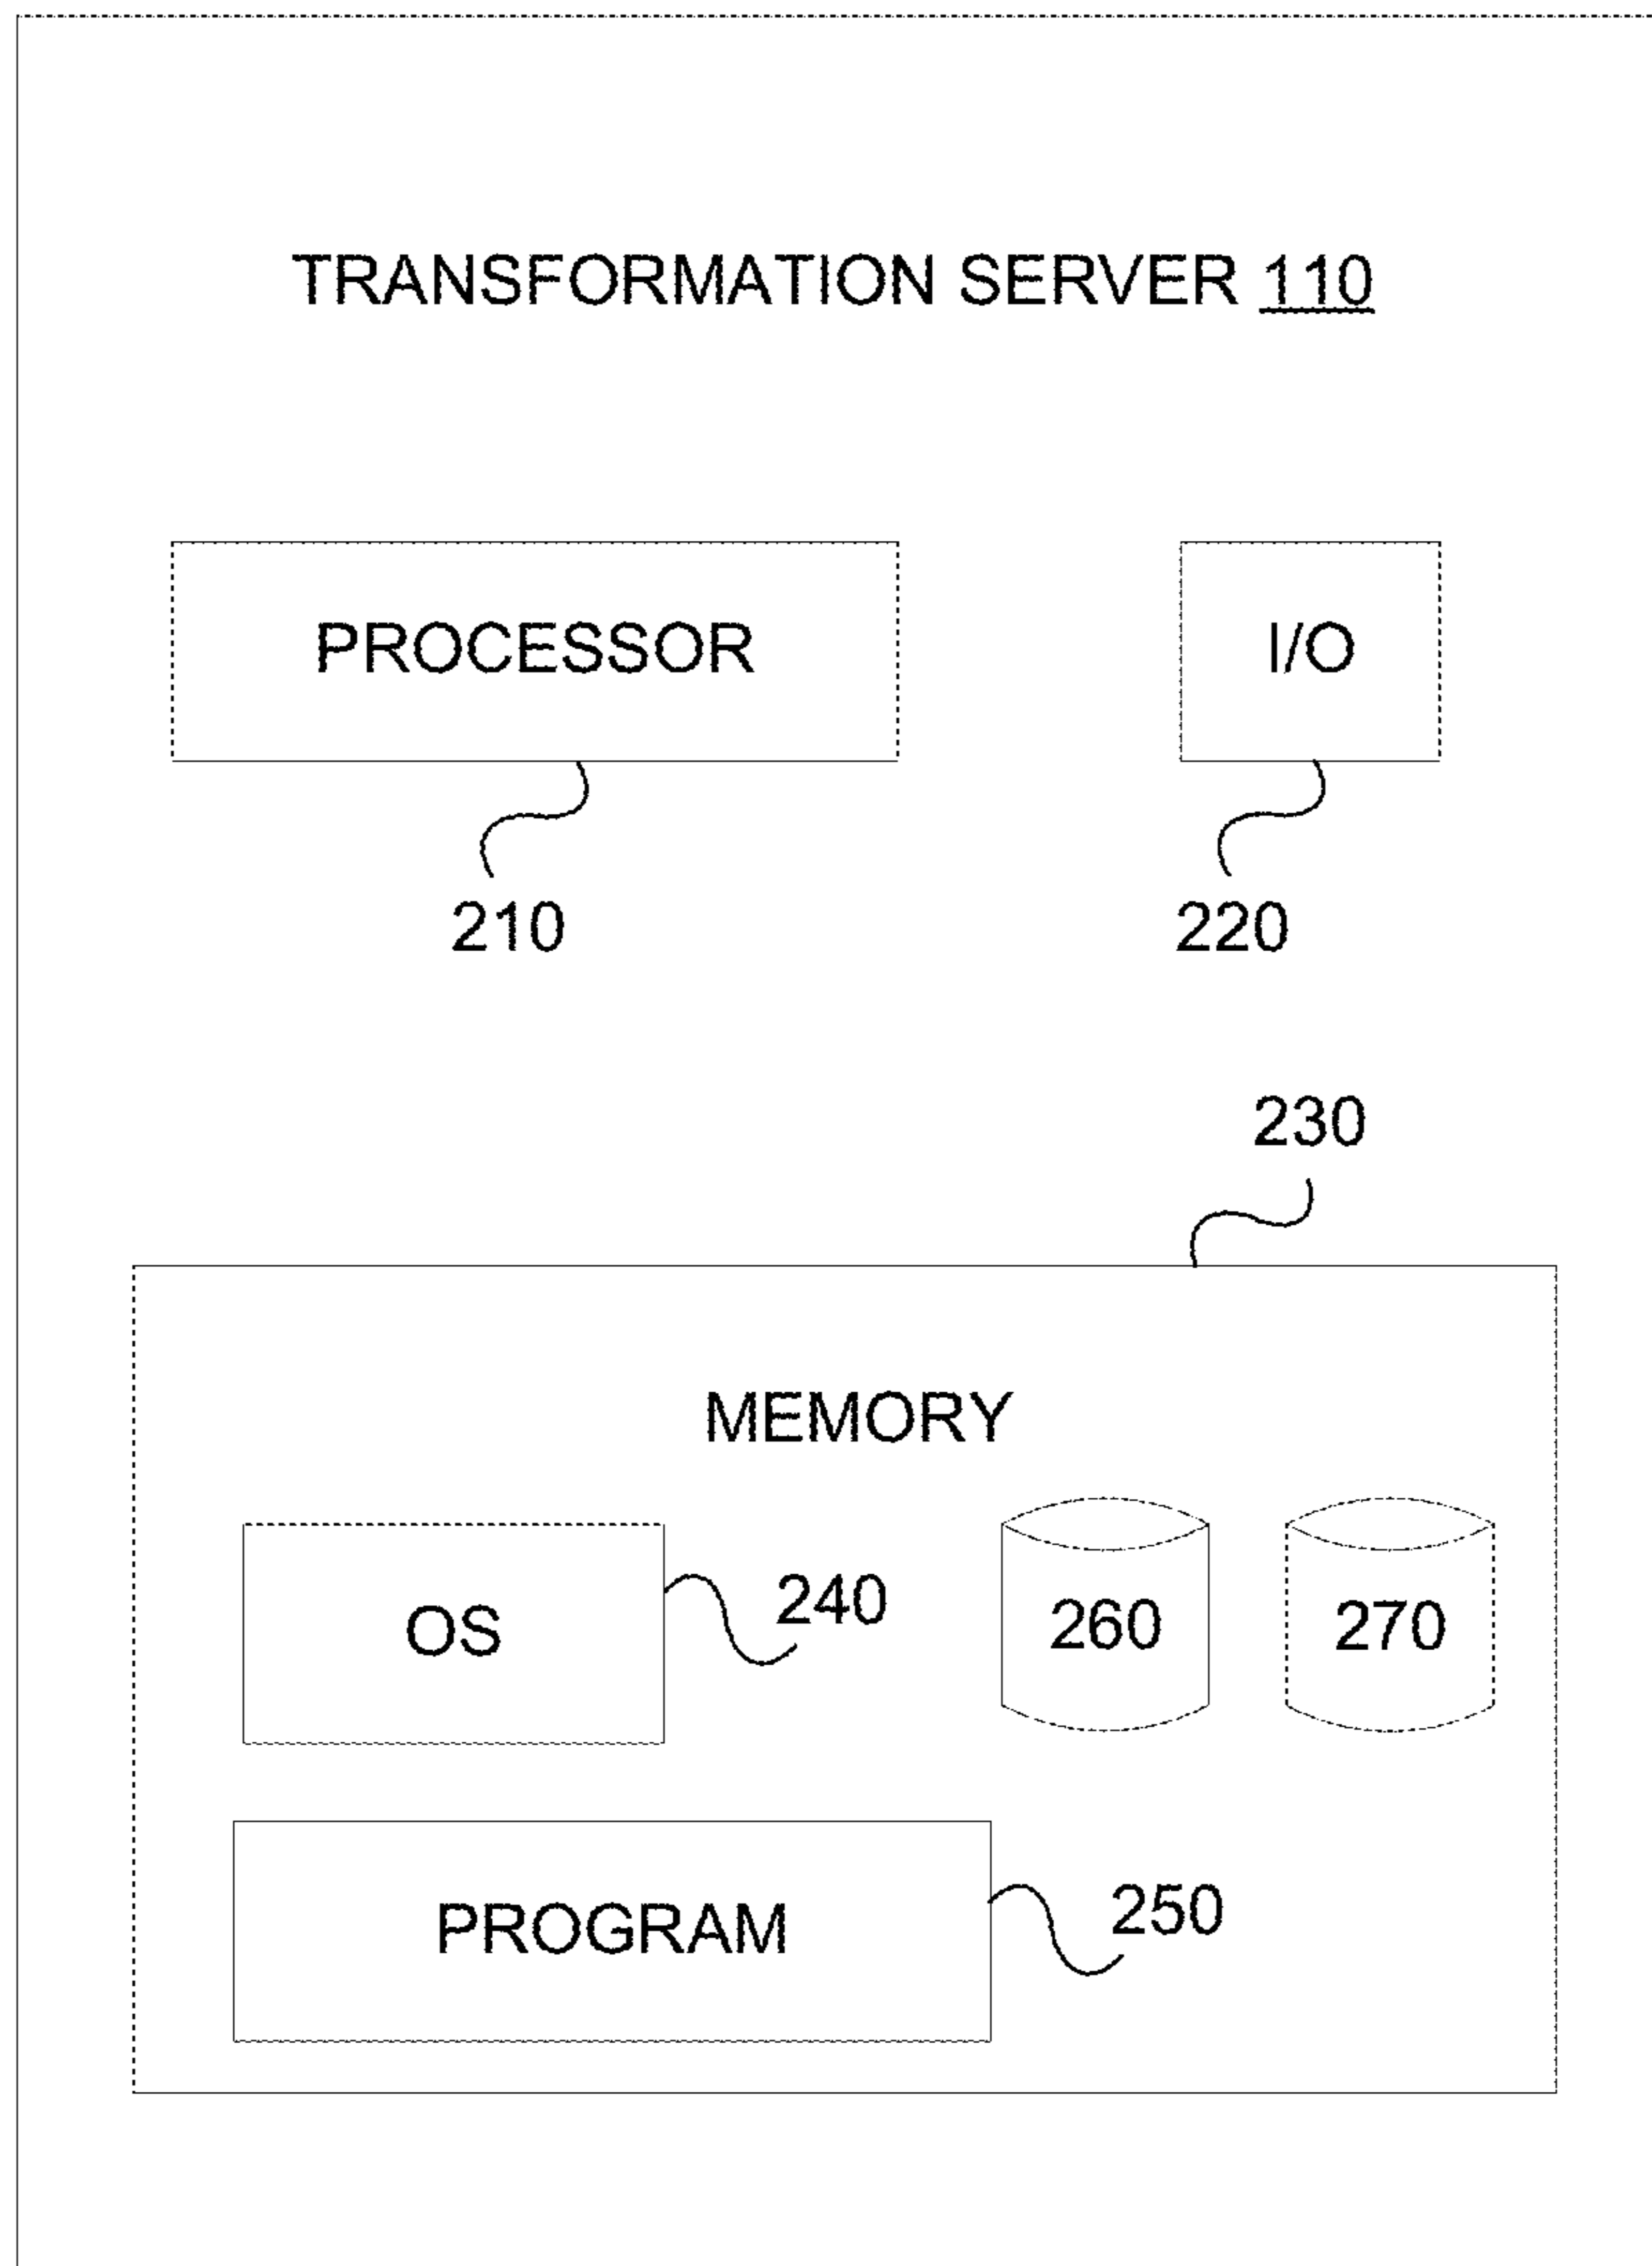 TRANSFORMATION SERVER 110
PROCESSOR
I/O
210
220
230
MEMORY
OS
240
260
270
PROGRAM
250